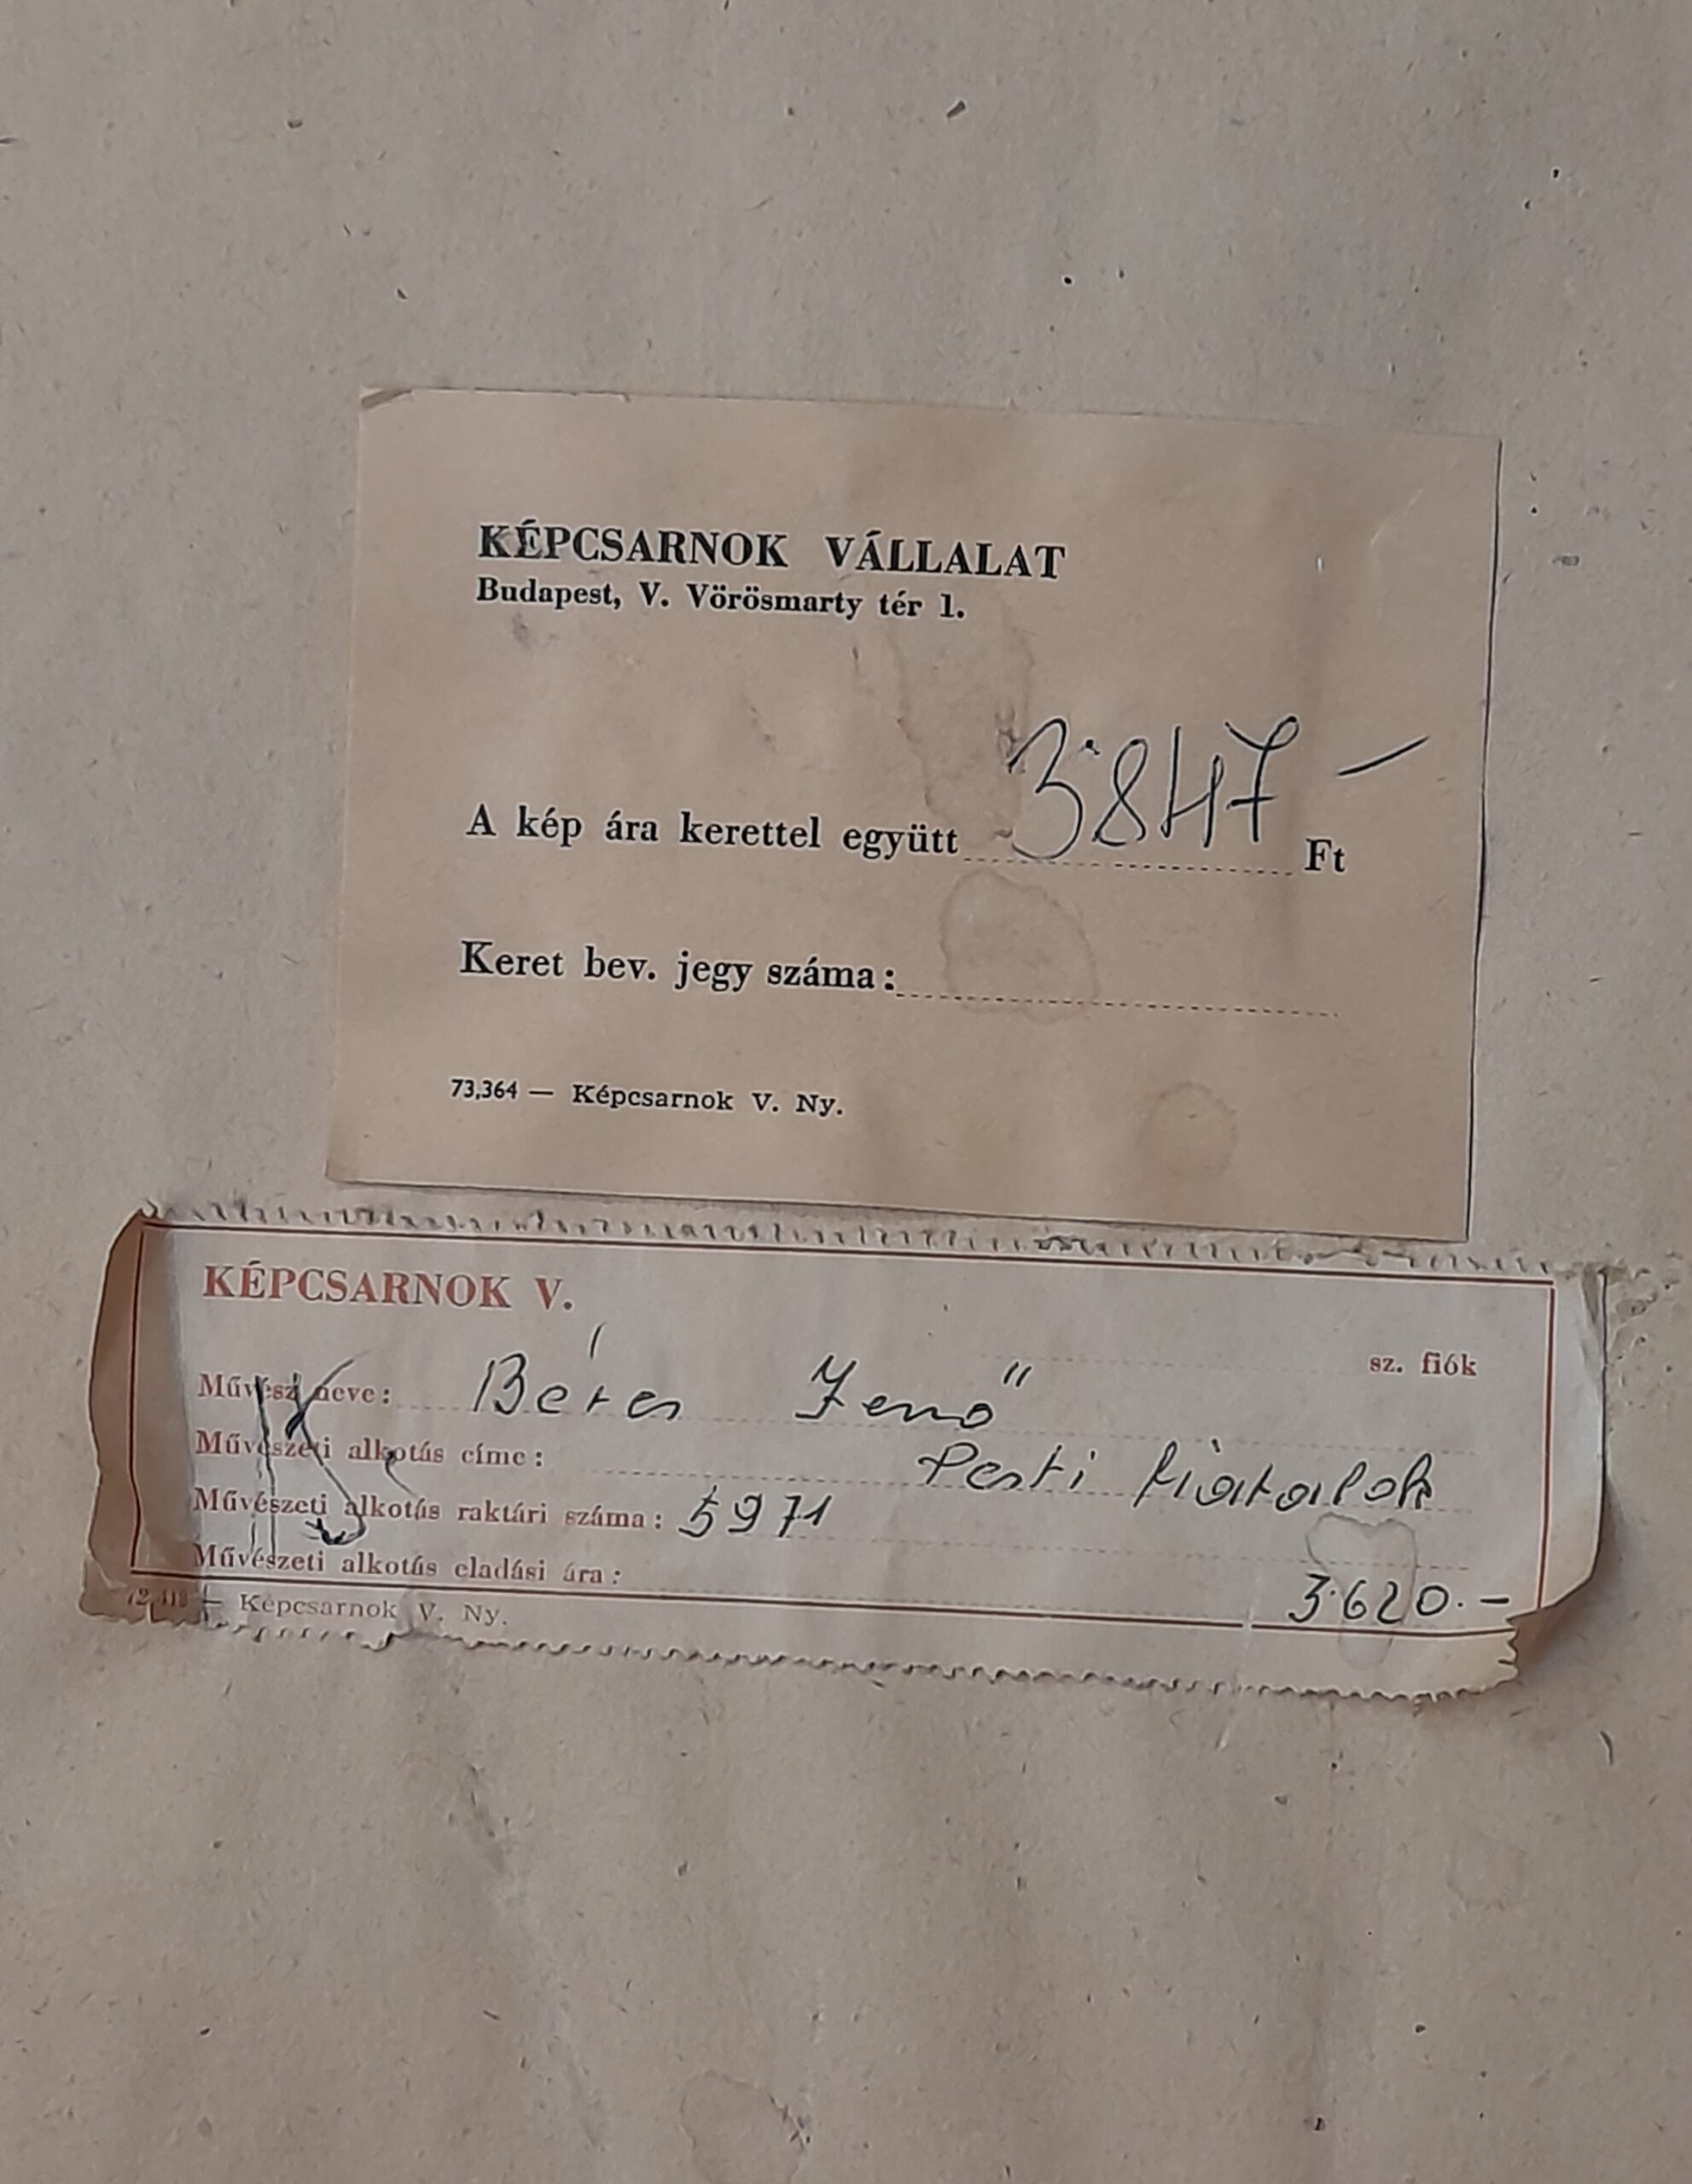 KÉPCSARNOK VÁLLALAT
Budapest, V. Vörösmarty tér 1.
A kép ára kerettel együtt 3.847 – Ft
Keret bev. jegy száma:
73,364 — Képcsarnok V. Ny.
KÉPCSARNOK V.
sz. fiók
Művész neve: Béres Jenő
Művészeti alkotás címe: Pesti fiatalok
Művészeti alkotás raktári száma: 5971
Művészeti alkotás eladási ára: 3.620.-
— Képcsarnok V. Ny.